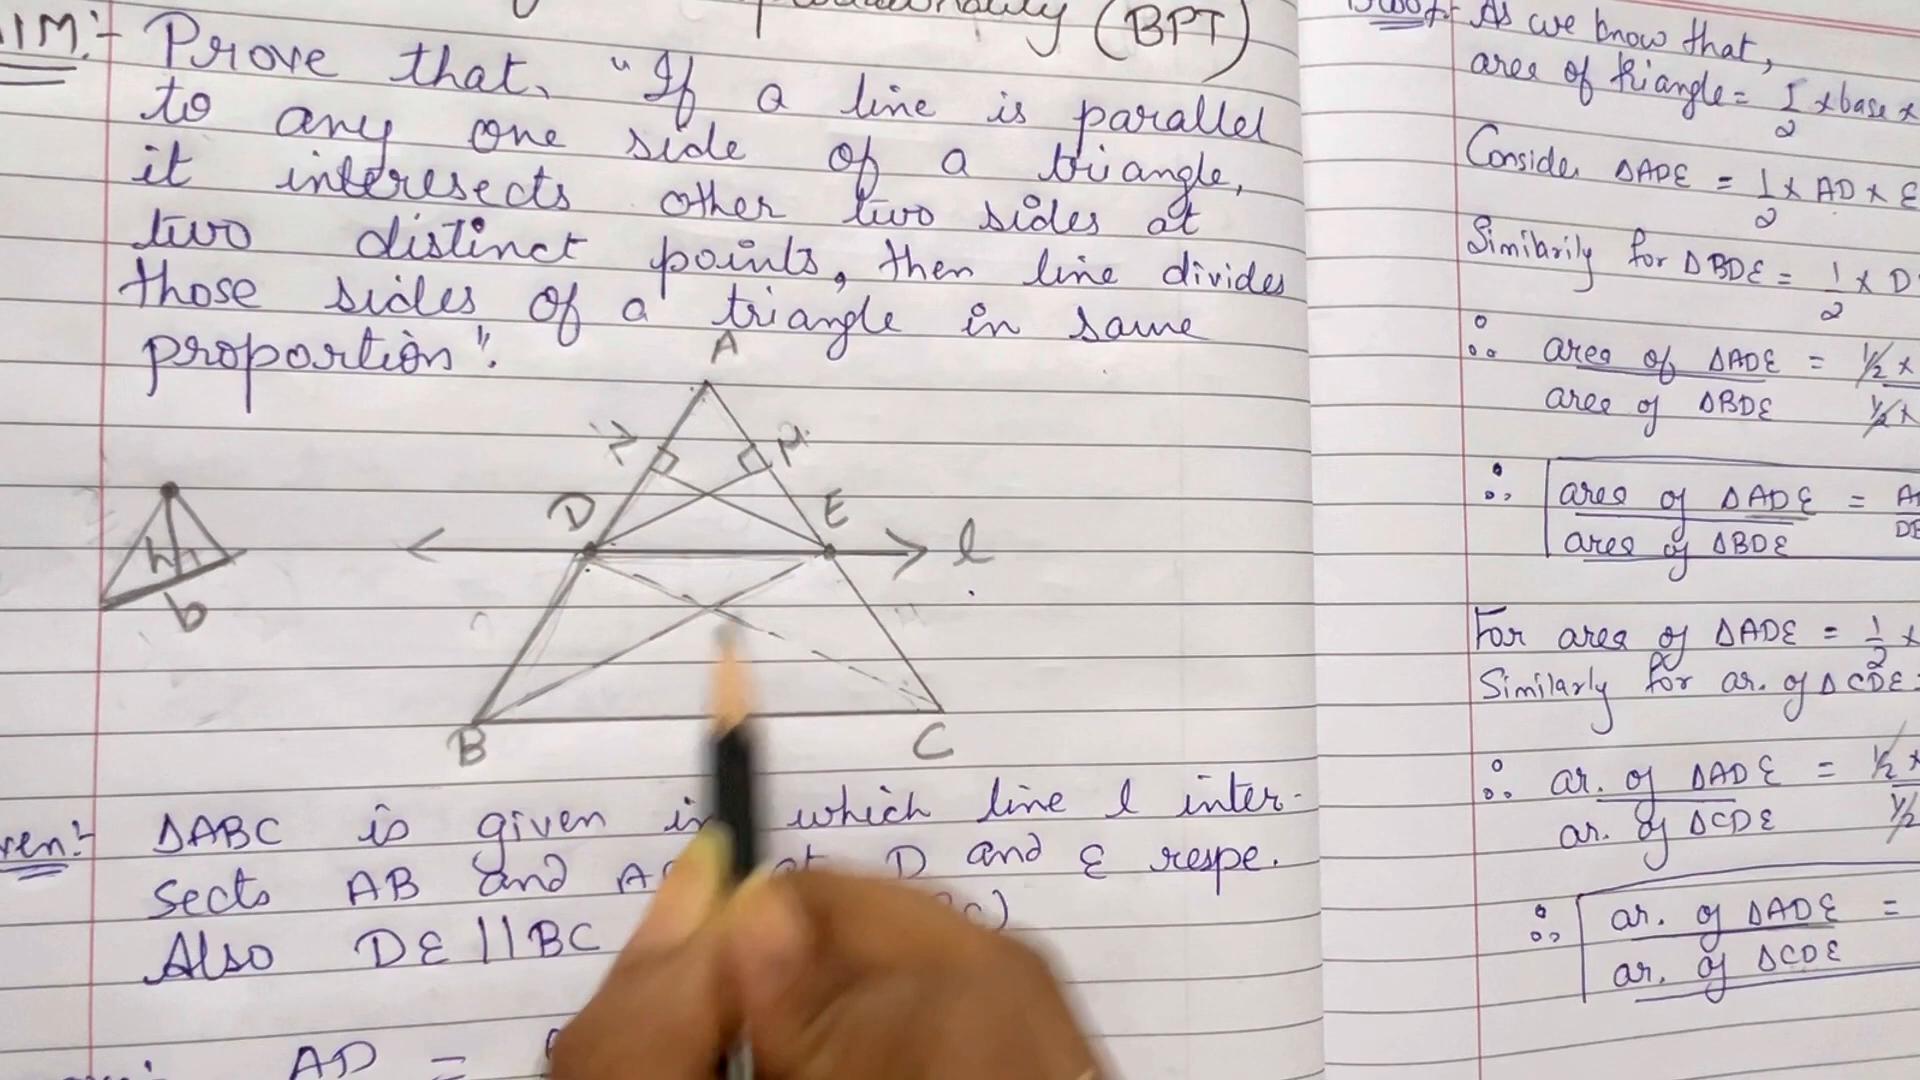 (BPT)
AIM:- Prove that, "If a line is parallel
to any one side of a triangle,
it interesects other two sides at
two distinct points, then line divides
those sides of a triangle in same
proportion".
A
N
M
D
E
l
h
b
B
C
ΔABC is given in which line l inter-
sects AB and at D and E respe.
Also DE||BC
AD =
Proof:- As we know that,
area of triangle = 1/2 × base ×
Consider ΔADE = 1/2 × AD × E
Similarily for ΔBDE = 1/2 × D
∴ area of ΔADE = 1/2 ×
area of ΔBDE 1/2 ×
∴ area of ΔADE =
area of ΔBDE
For area of ΔADE = 1/2 ×
Similarly for ar. of ΔCDE =
∴ ar. of ΔADE = 1/2 ×
ar. of ΔCDE 1/2
∴ ar. of ΔADE =
ar. of ΔCDE